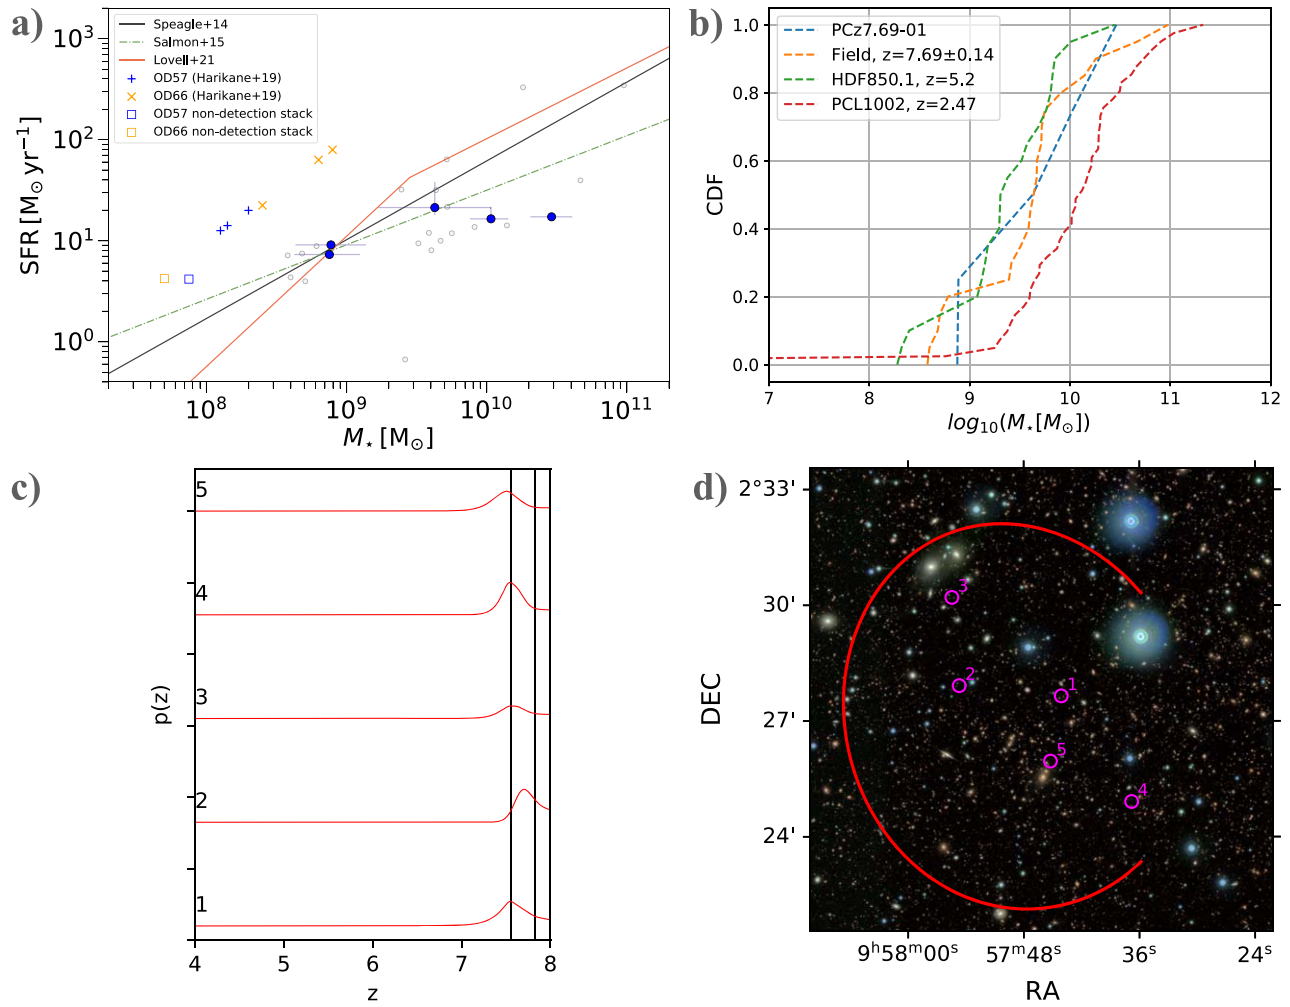 a)
Speagle+14
Salmon+15
Lovell+21
OD57 (Harikane+19)
OD66 (Harikane+19)
OD57 non-detection stack
OD66 non-detection stack
10³
10²
10¹
10⁰
SFR [M⊙ yr⁻¹]
10⁸ 10⁹ 10¹⁰ 10¹¹
M⋆ [M⊙]
b)
PCz7.69-01
Field, z=7.69±0.14
HDF850.1, z=5.2
PCL1002, z=2.47
1.0
0.8
0.6
0.4
0.2
0.0
CDF
7 8 9 10 11 12
log₁₀(M⋆[M⊙])
c)
5
4
3
2
1
p(z)
4 5 6 7 8
z
d)
2°33'
30'
27'
24'
DEC
3
2
1
5
4
9ʰ58ᵐ00ˢ 57ᵐ48ˢ 36ˢ 24ˢ
RA